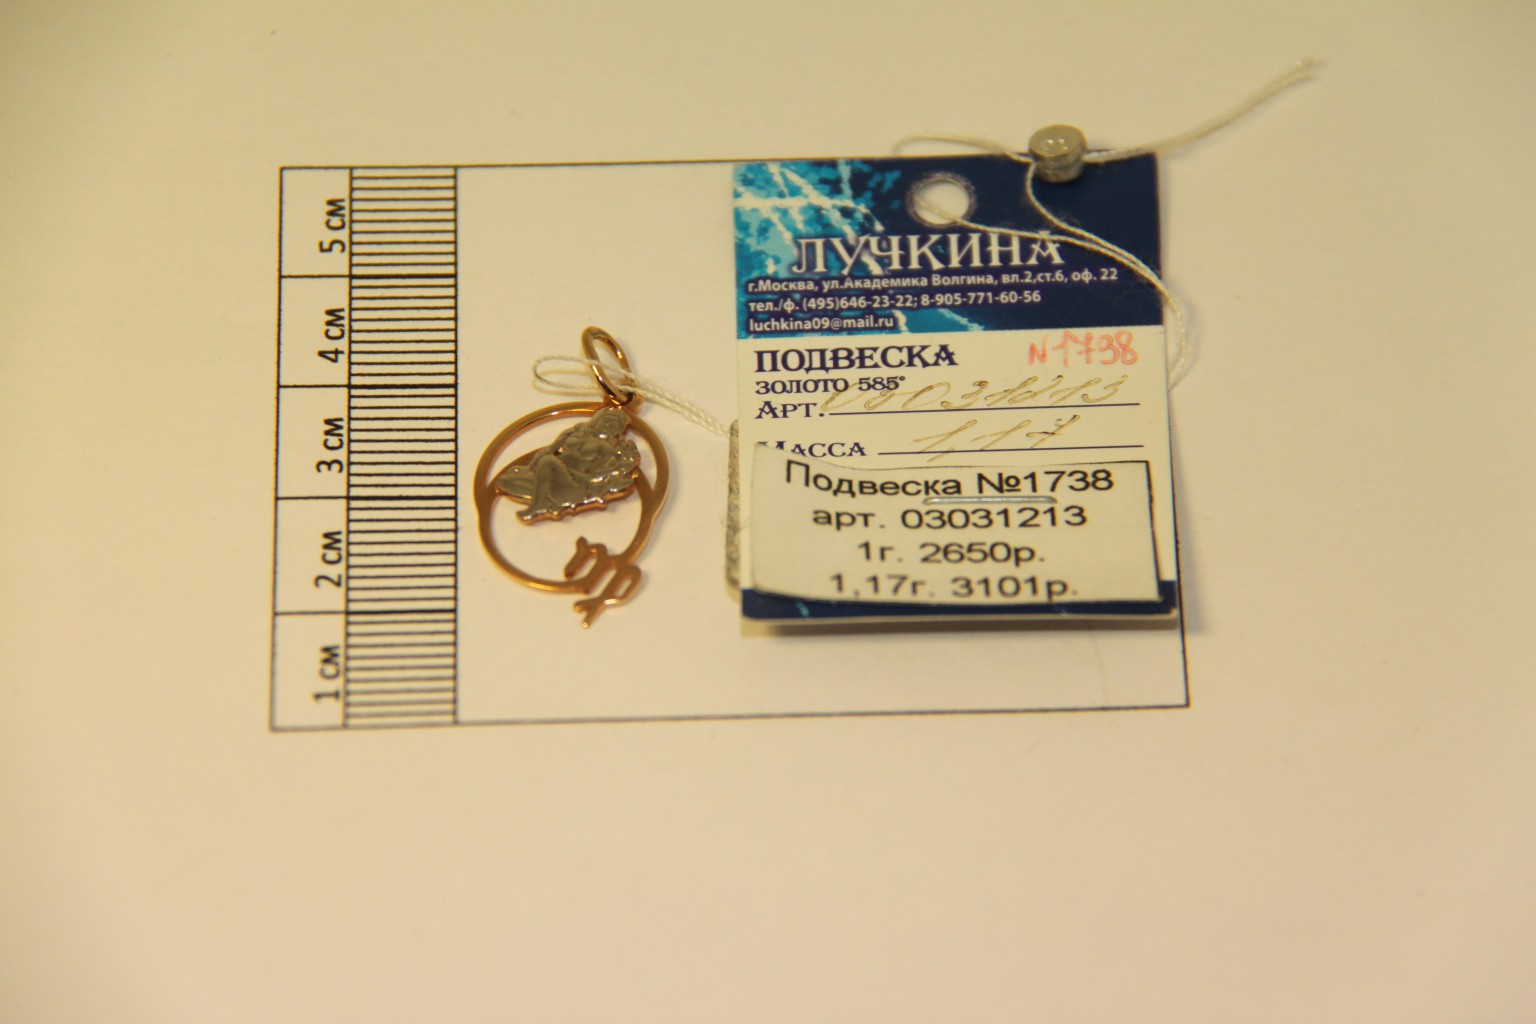 5 см
4 см
3 см
2 см
1 см
ЛУЧКИНА
г.Москва, ул.Академика Волгина, вл.2,ст.6, оф. 22
тел./ф. (495)646-23-22; 8-905-771-60-56
luchkina09@mail.ru
ПОДВЕСКА N1738
ЗОЛОТО 585°
АРТ. 03031213
МАССА 1,17
Подвеска №1738
арт. 03031213
1г. 2650р.
1,17г. 3101р.